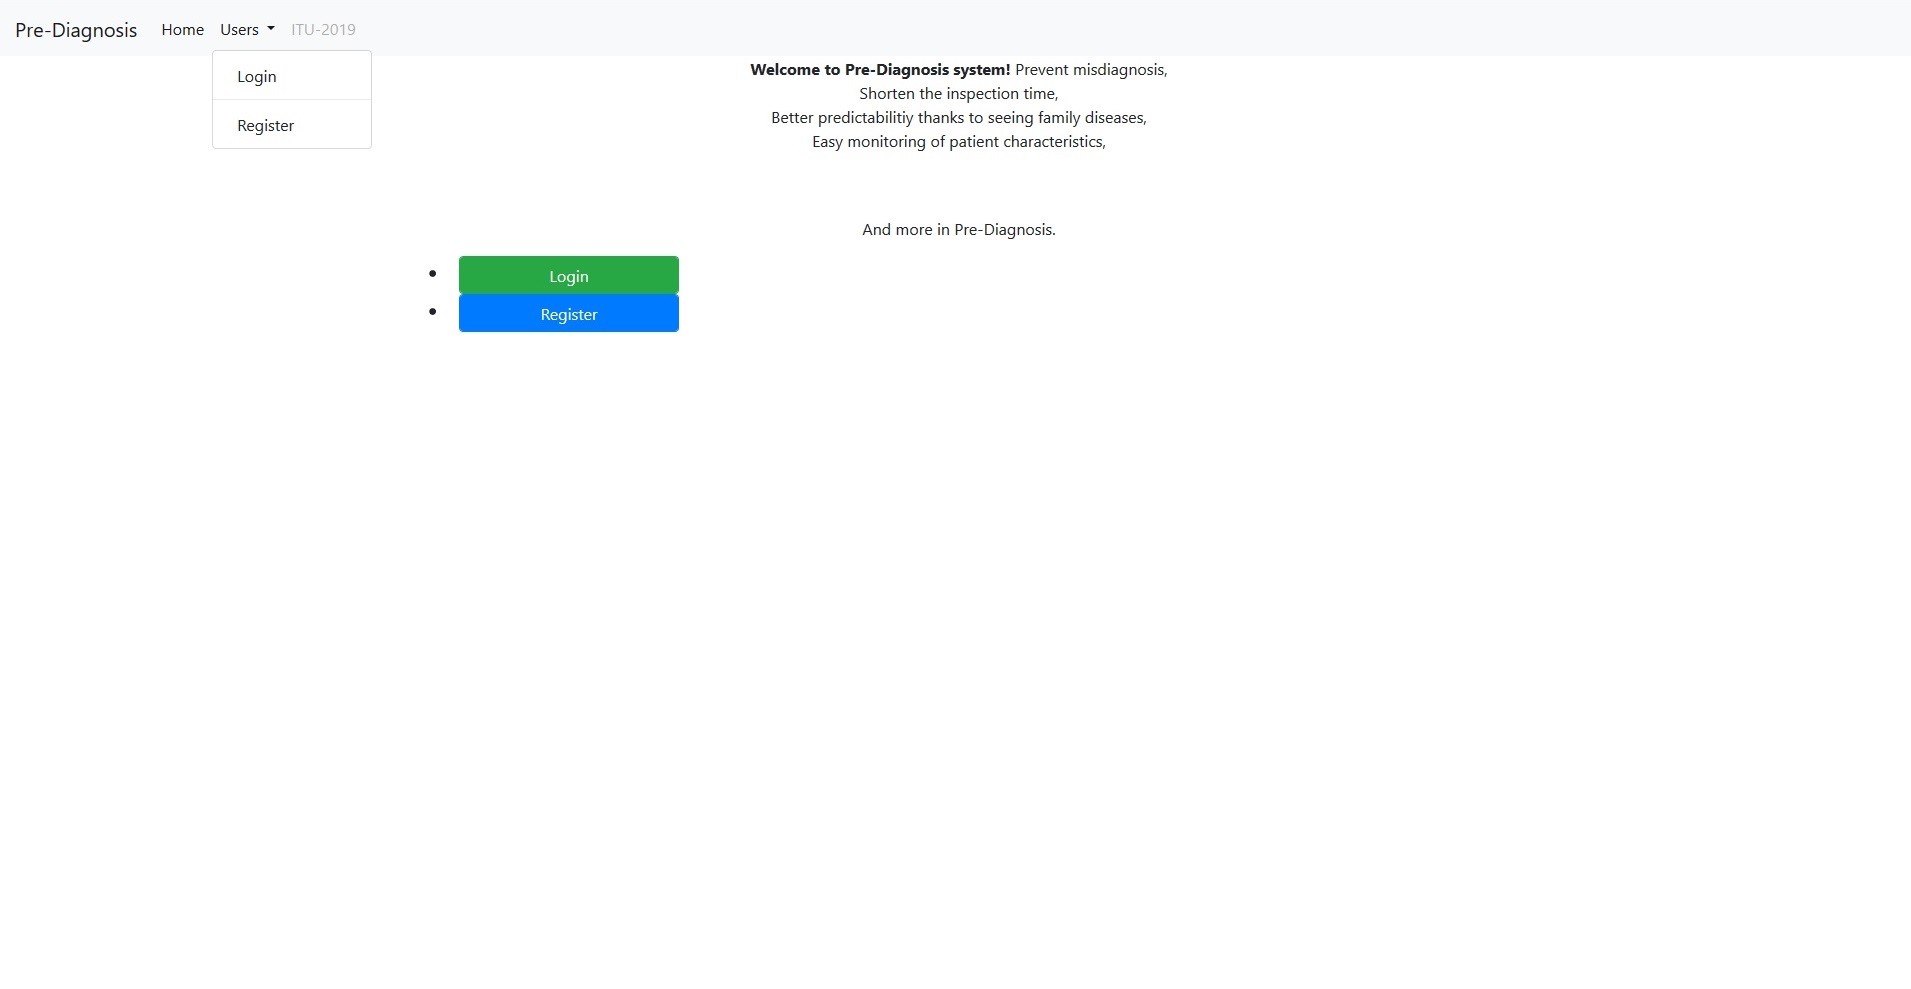 Pre-Diagnosis Home Users ITU-2019
Login
Register
Welcome to Pre-Diagnosis system! Prevent misdiagnosis,
Shorten the inspection time,
Better predictabilitiy thanks to seeing family diseases,
Easy monitoring of patient characteristics,
And more in Pre-Diagnosis.
Login
Register